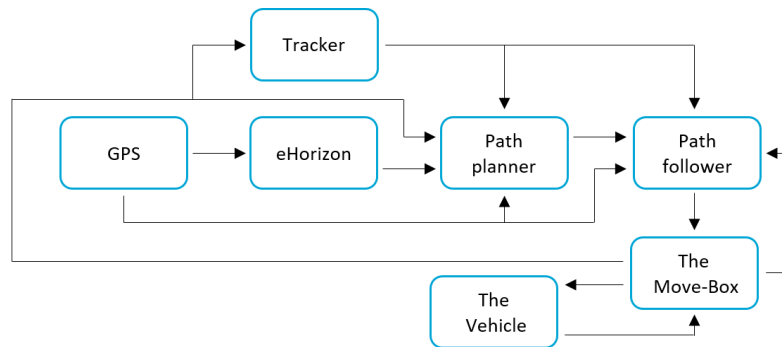 Tracker
GPS
eHorizon
Path
planner
Path
follower
The
Move-Box
The
Vehicle